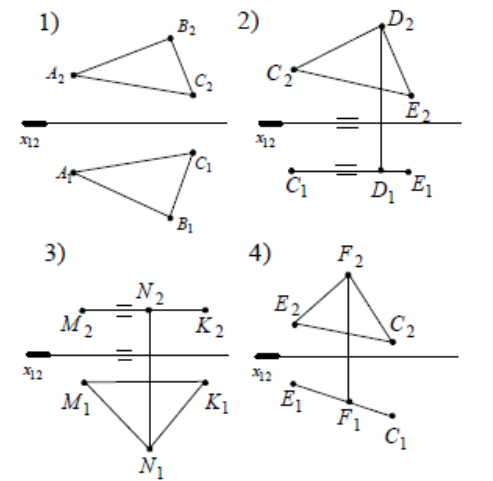 1)
B₂
A₂
C₂
x₁₂
A₁
C₁
B₁
2)
D₂
C₂
E₂
x₁₂
C₁
D₁
E₁
3)
N₂
M₂
K₂
x₁₂
M₁
K₁
N₁
4)
F₂
E₂
C₂
x₁₂
E₁
F₁
C₁